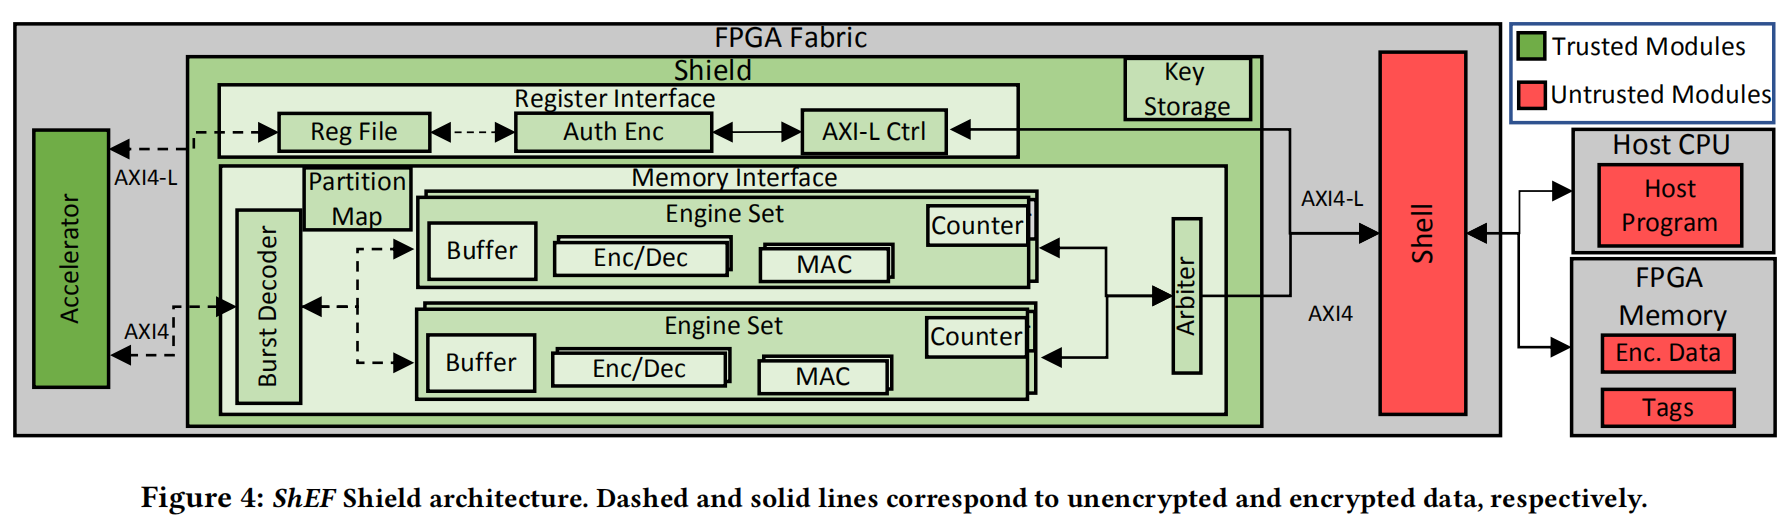 FPGA Fabric
Shield
Key
Storage
Register Interface
Reg File
Auth Enc
AXI-L Ctrl
AXI4-L
Accelerator
AXI4
Memory Interface
Partition
Map
Burst Decoder
Engine Set
Counter
Buffer
Enc/Dec
MAC
Engine Set
Counter
Buffer
Enc/Dec
MAC
Arbiter
AXI4-L
AXI4
Shell
Trusted Modules
Untrusted Modules
Host CPU
Host
Program
FPGA
Memory
Enc. Data
Tags
Figure 4: ShEF Shield architecture. Dashed and solid lines correspond to unencrypted and encrypted data, respectively.